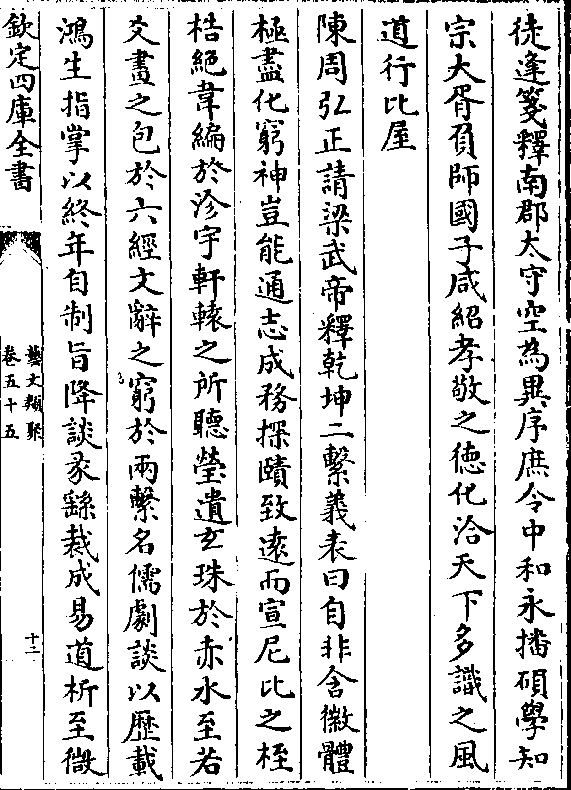 徒逢箋釋南郡太守空為異序庶令中和永播碩學知
宗大胥負師國子咸紹孝敬之徳化洽天下多識之風
道行比屋
陳周弘正請梁武帝釋乾坤二繫義表曰自非含微體
極盡化窮神豈能通志成務探賾致逺而宣尼比之桎
梏絕韋編於沴宇軒轅之所聽瑩遺玄珠於赤水至若
爻畫之包於六經文辭之窮於兩繫名儒劇談以歴載
鴻生指掌以終年自制旨降談彖繇裁成易道析至微
欽定四庫全書
藝文類聚
卷五十五
十二